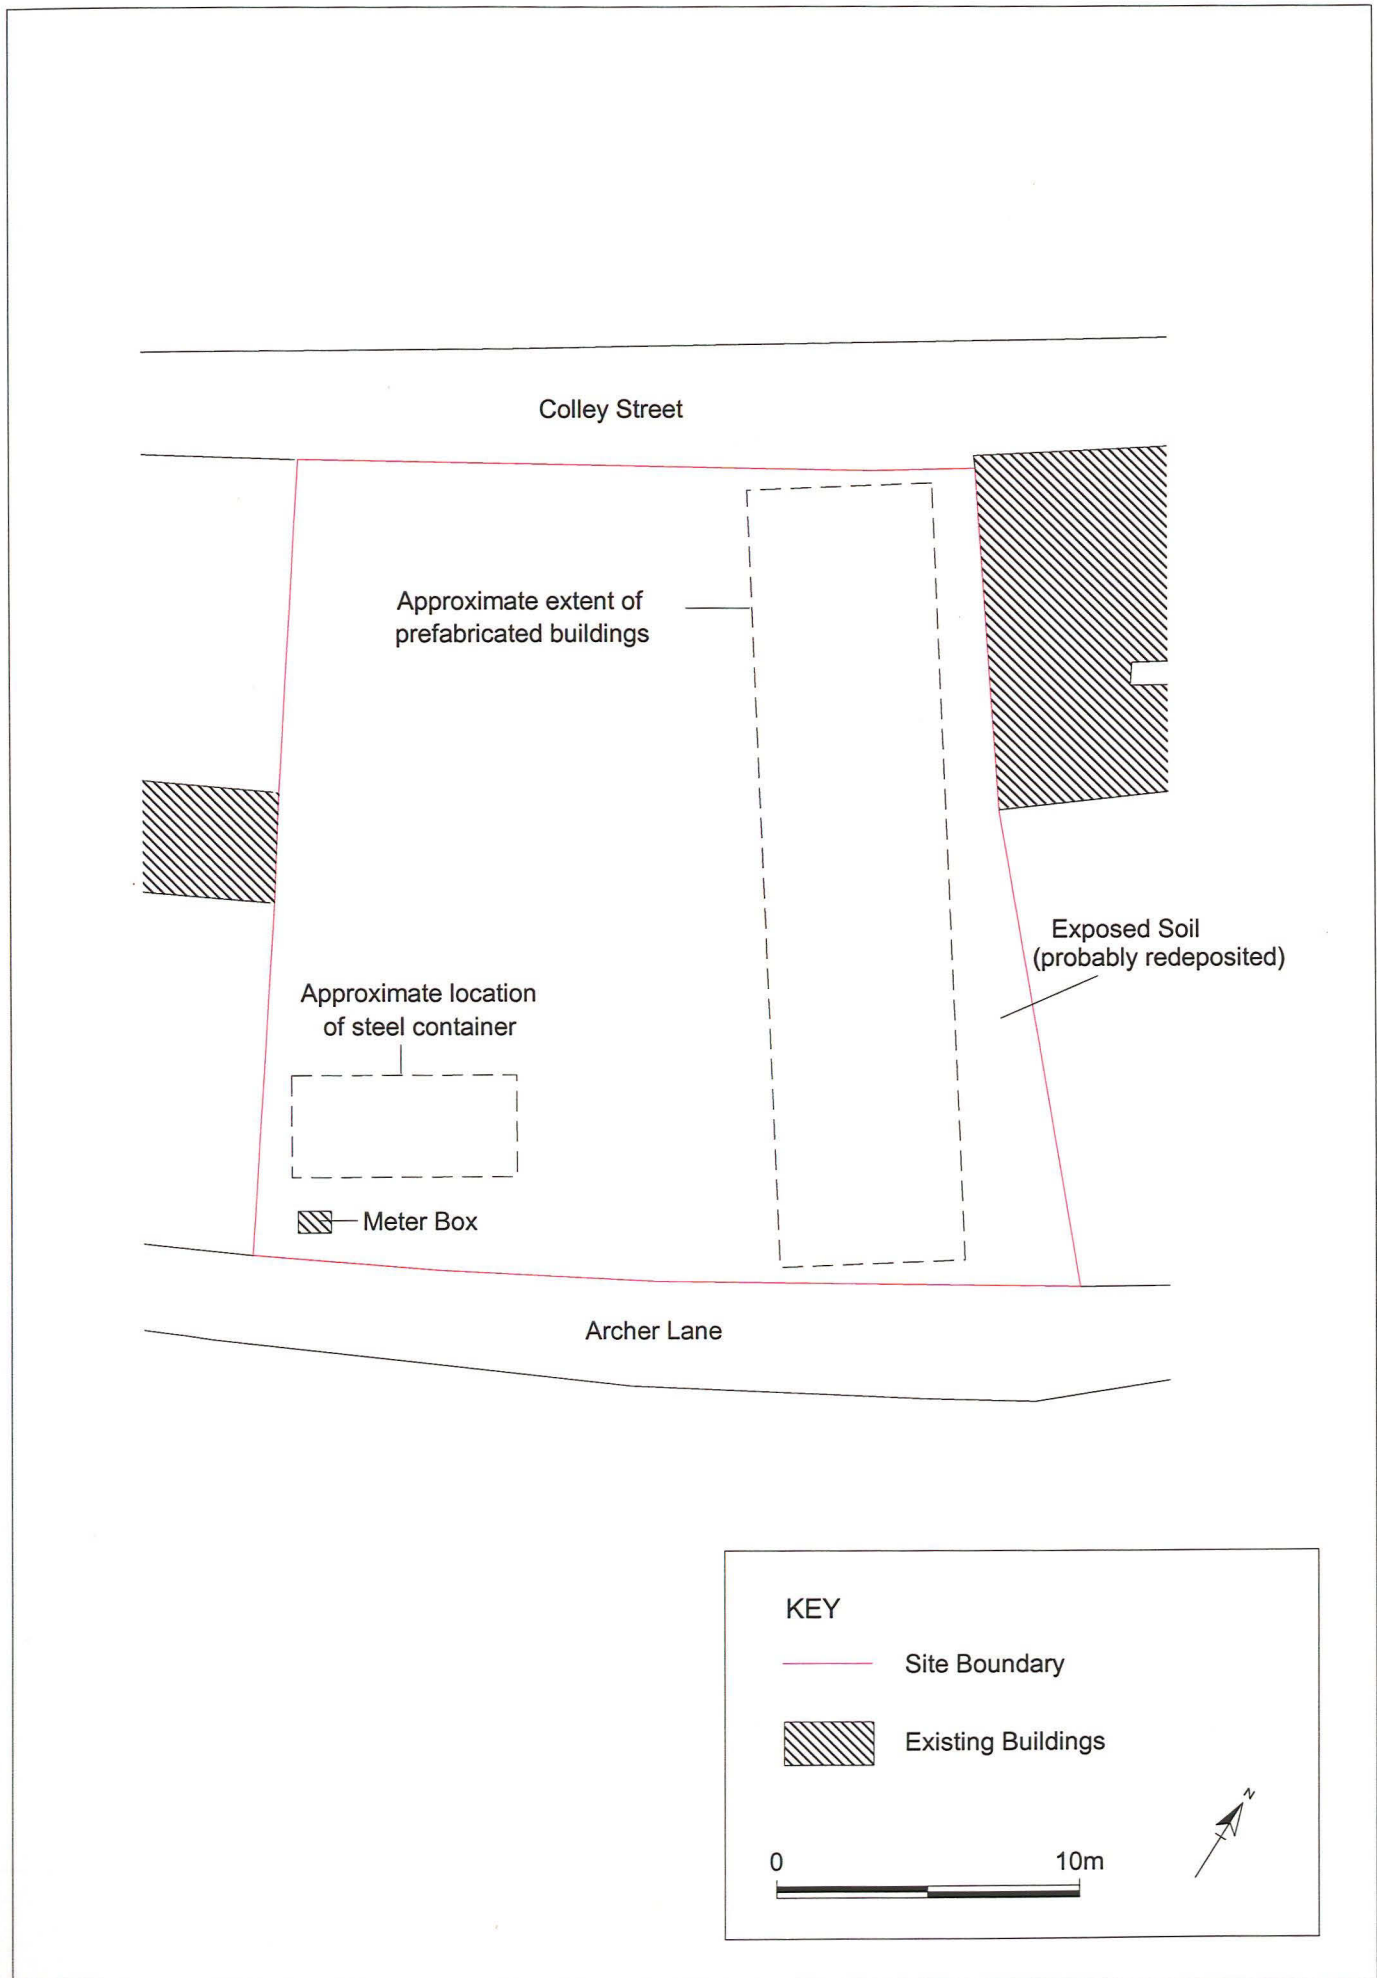 Colley Street
Approximate extent of
prefabricated buildings
Exposed Soil
(probably redeposited)
Approximate location
of steel container
Meter Box
Archer Lane
KEY
Site Boundary
Existing Buildings
N
0 10m